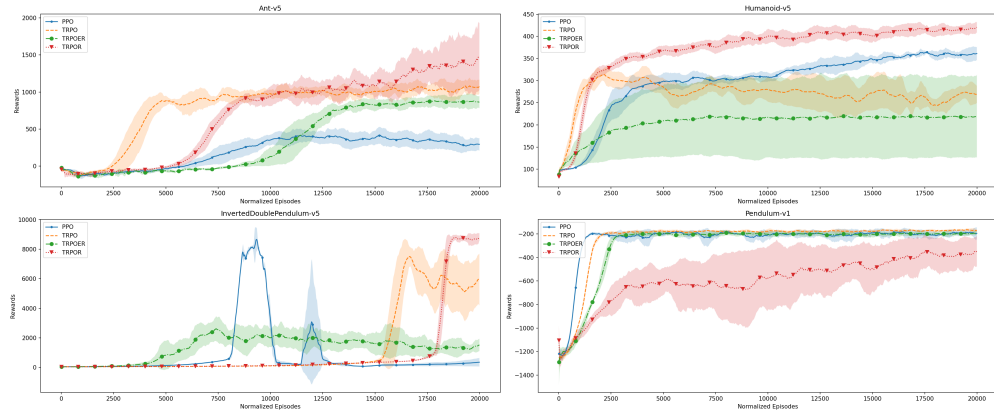 Ant-v5
2000
1500
1000
500
0
Rewards
PPO
TRPO
TRPOER
TRPOR
0 2500 5000 7500 10000 12500 15000 17500 20000
Normalized Episodes
Humanoid-v5
450
400
350
300
250
200
150
100
Rewards
PPO
TRPO
TRPOER
TRPOR
0 2500 5000 7500 10000 12500 15000 17500 20000
Normalized Episodes
InvertedDoublePendulum-v5
10000
8000
6000
4000
2000
0
Rewards
PPO
TRPO
TRPOER
TRPOR
0 2500 5000 7500 10000 12500 15000 17500 20000
Normalized Episodes
Pendulum-v1
−200
−400
−600
−800
−1000
−1200
−1400
Rewards
PPO
TRPO
TRPOER
TRPOR
0 2500 5000 7500 10000 12500 15000 17500 20000
Normalized Episodes